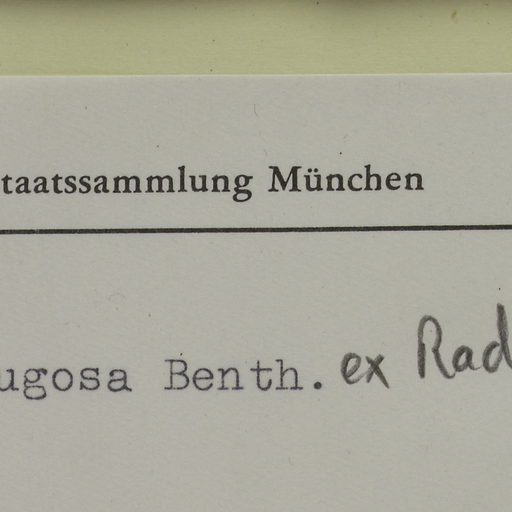 taatssammlung München
ugosa Benth. ex Rad